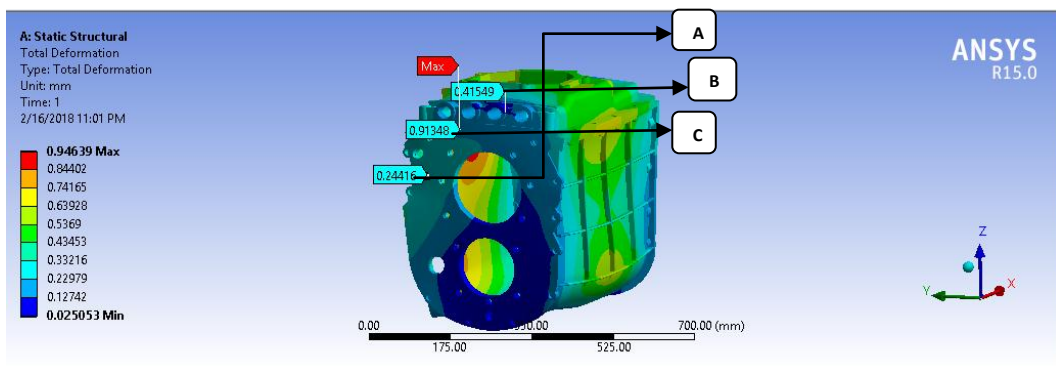 A: Static Structural
Total Deformation
Type: Total Deformation
Unit: mm
Time: 1
2/16/2018 11:01 PM
0.94639 Max
0.84402
0.74165
0.63928
0.5369
0.43453
0.33216
0.22979
0.12742
0.025053 Min
Max
0.41549
0.91348
0.24416
A
B
C
ANSYS
R15.0
Z
Y
X
0.00
700.00 (mm)
175.00
525.00